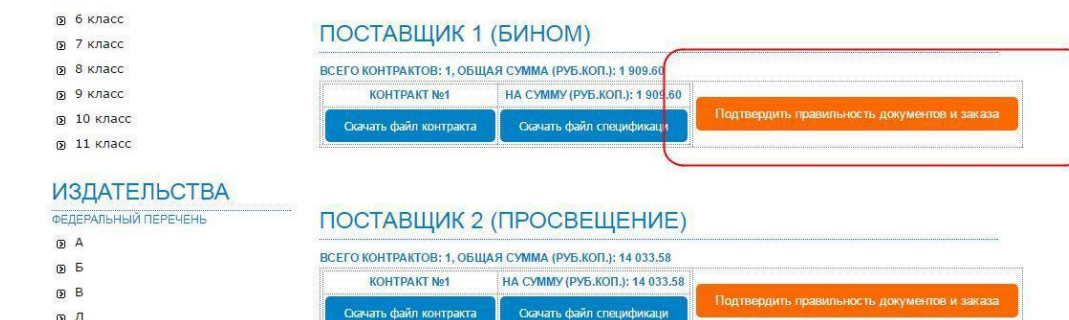 6 класс
7 класс
8 класс
9 класс
10 класс
11 класс
ИЗДАТЕЛЬСТВА
ФЕДЕРАЛЬНЫЙ ПЕРЕЧЕНЬ
А
Б
В
Д
ПОСТАВЩИК 1 (БИНОМ)
ВСЕГО КОНТРАКТОВ: 1, ОБЩАЯ СУММА (РУБ.КОП.): 1 909.60
КОНТРАКТ №1 НА СУММУ (РУБ.КОП.): 1 909.60
Скачать файл контракта Скачать файл спецификаци Подтвердить правильность документов и заказа
ПОСТАВЩИК 2 (ПРОСВЕЩЕНИЕ)
ВСЕГО КОНТРАКТОВ: 1, ОБЩАЯ СУММА (РУБ.КОП.): 14 033.58
КОНТРАКТ №1 НА СУММУ (РУБ.КОП.): 14 033.58
Скачать файл контракта Скачать файл спецификаци Подтвердить правильность документов и заказа